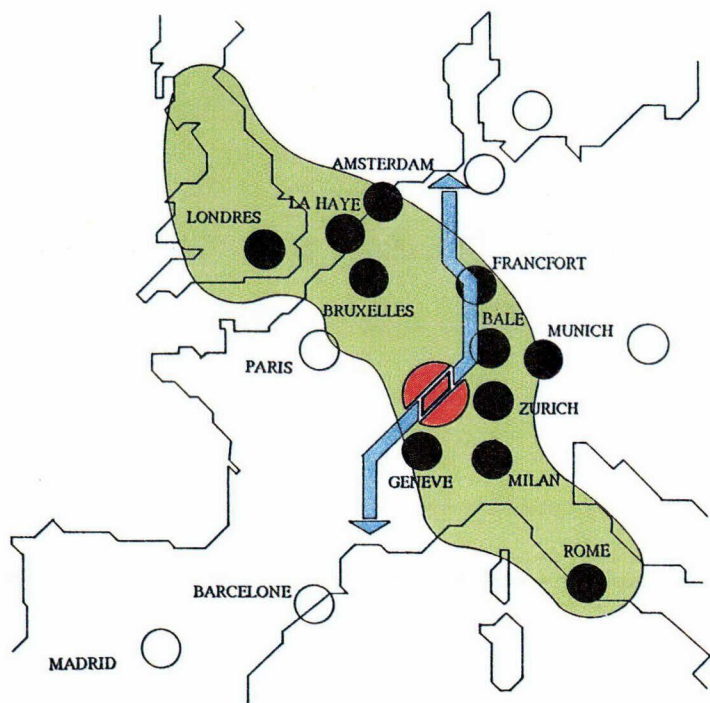 AMSTERDAM
LA HAYE
LONDRES
FRANCFORT
BRUXELLES
BALE
MUNICH
PARIS
ZURICH
GENEVE
MILAN
ROME
BARCELONE
MADRID